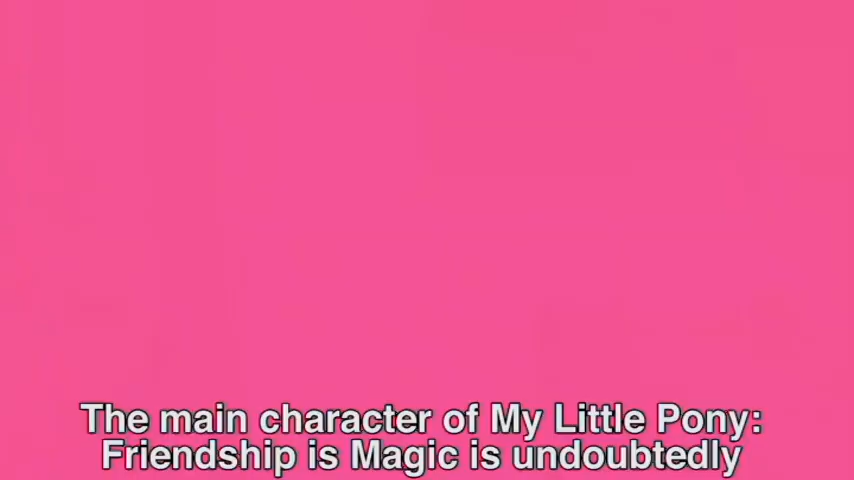 The main character of My Little Pony:
Friendship is Magic is undoubtedly